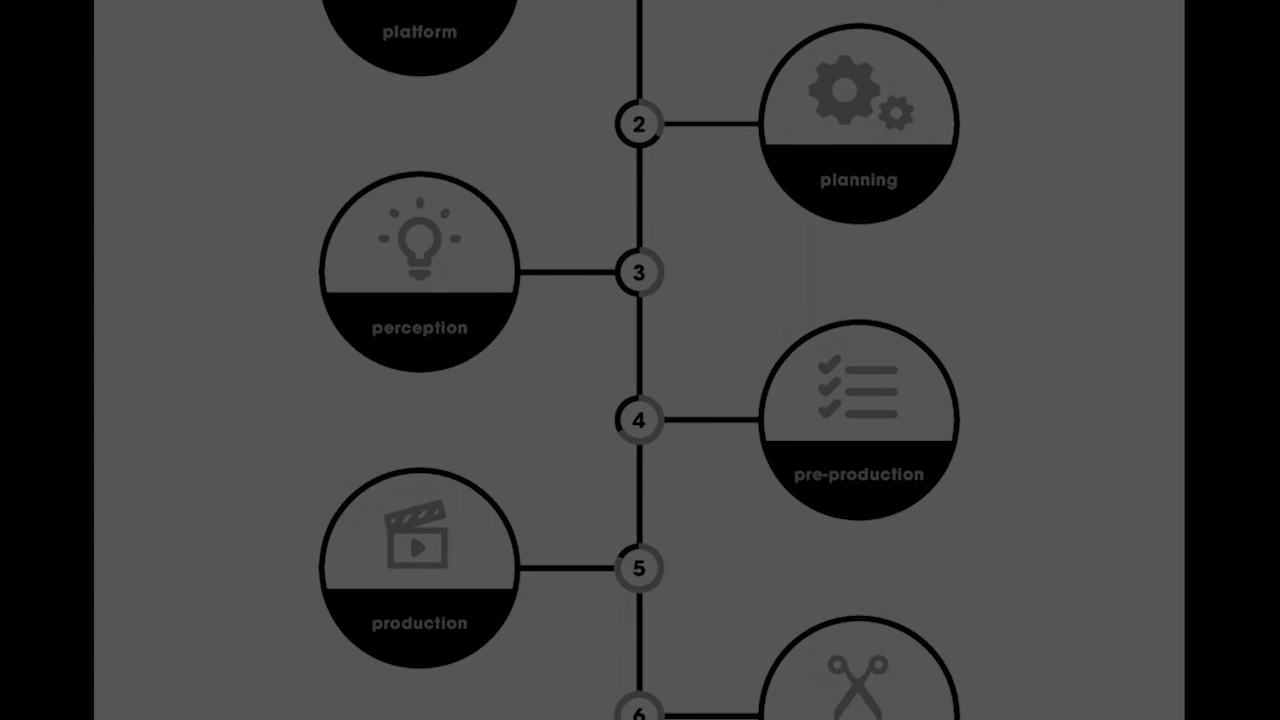 platform
2
planning
3
perception
4
pre-production
5
production
6